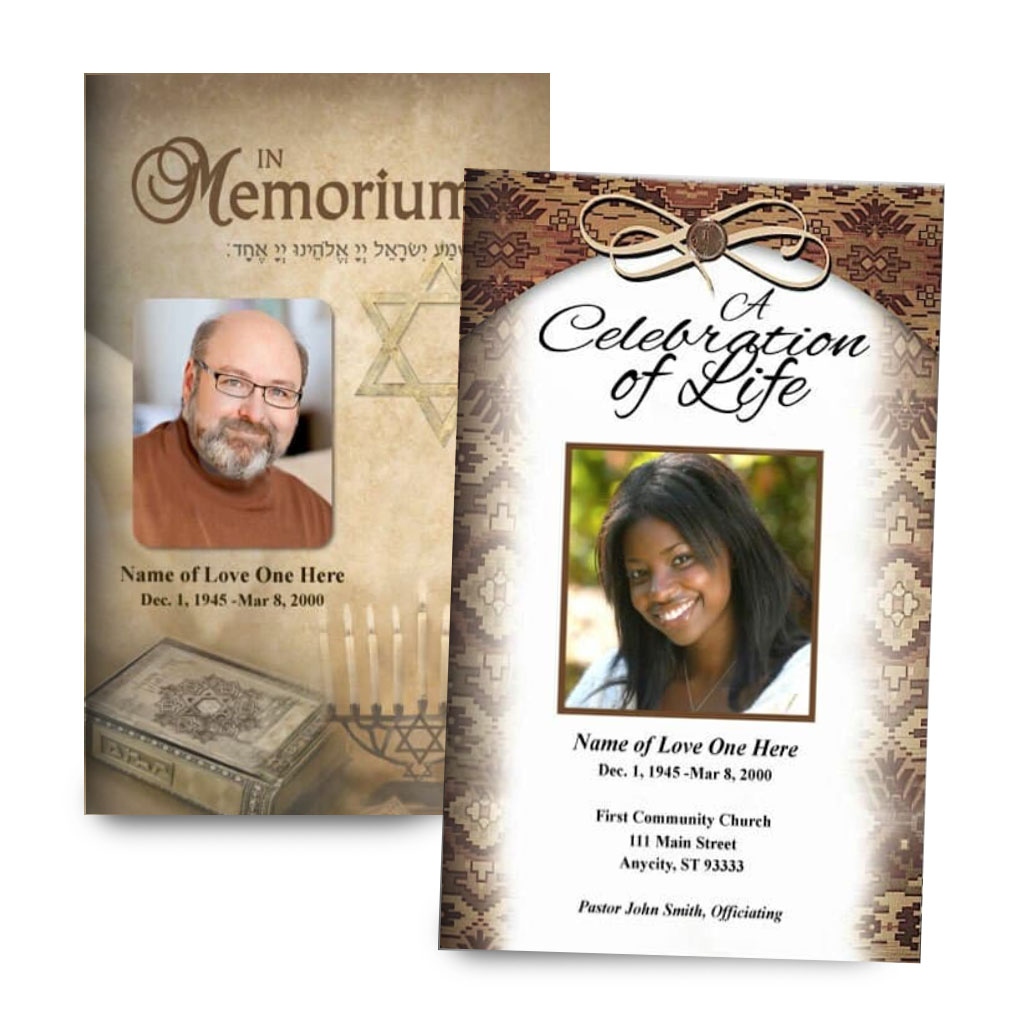 IN
Memorium
שְׁמַע יִשְׂרָאֵל יְיָ אֱלֹהֵינוּ יְיָ אֶחָד:
Name of Love One Here
Dec. 1, 1945 -Mar 8, 2000
A
Celebration
of Life
Name of Love One Here
Dec. 1, 1945 -Mar 8, 2000
First Community Church
111 Main Street
Anycity, ST 93333
Pastor John Smith, Officiating